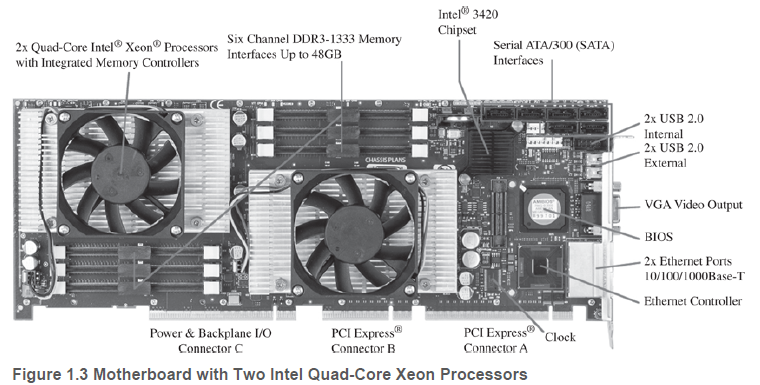 2x Quad-Core Intel® Xeon® Processors
with Integrated Memory Controllers
Six Channel DDR3-1333 Memory
Interfaces Up to 48GB
Intel® 3420
Chipset
Serial ATA/300 (SATA)
Interfaces
2x USB 2.0
Internal
2x USB 2.0
External
VGA Video Output
BIOS
2x Ethernet Ports
10/100/1000Base-T
Ethernet Controller
Clock
CHASSIS PLANS
Power & Backplane I/O
Connector C
PCI Express®
Connector B
PCI Express®
Connector A
Figure 1.3 Motherboard with Two Intel Quad-Core Xeon Processors